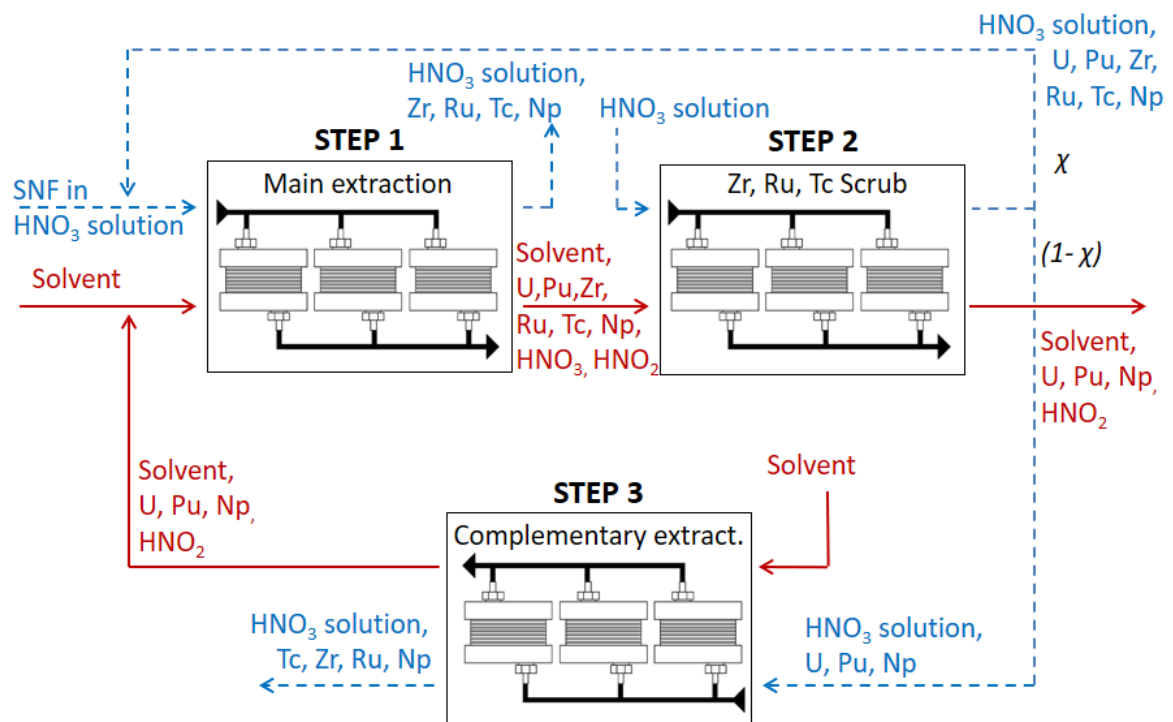 HNO₃ solution,
U, Pu, Zr,
Ru, Tc, Np
HNO₃ solution,
Zr, Ru, Tc, Np
HNO₃ solution
STEP 1
STEP 2
Main extraction
Zr, Ru, Tc Scrub
χ
SNF in
HNO₃ solution
Solvent
Solvent,
U,Pu,Zr,
Ru, Tc, Np,
HNO₃, HNO₂
(1- χ)
Solvent,
U, Pu, Np,
HNO₂
Solvent,
U, Pu, Np,
HNO₂
Solvent
STEP 3
Complementary extract.
HNO₃ solution,
Tc, Zr, Ru, Np
HNO₃ solution,
U, Pu, Np